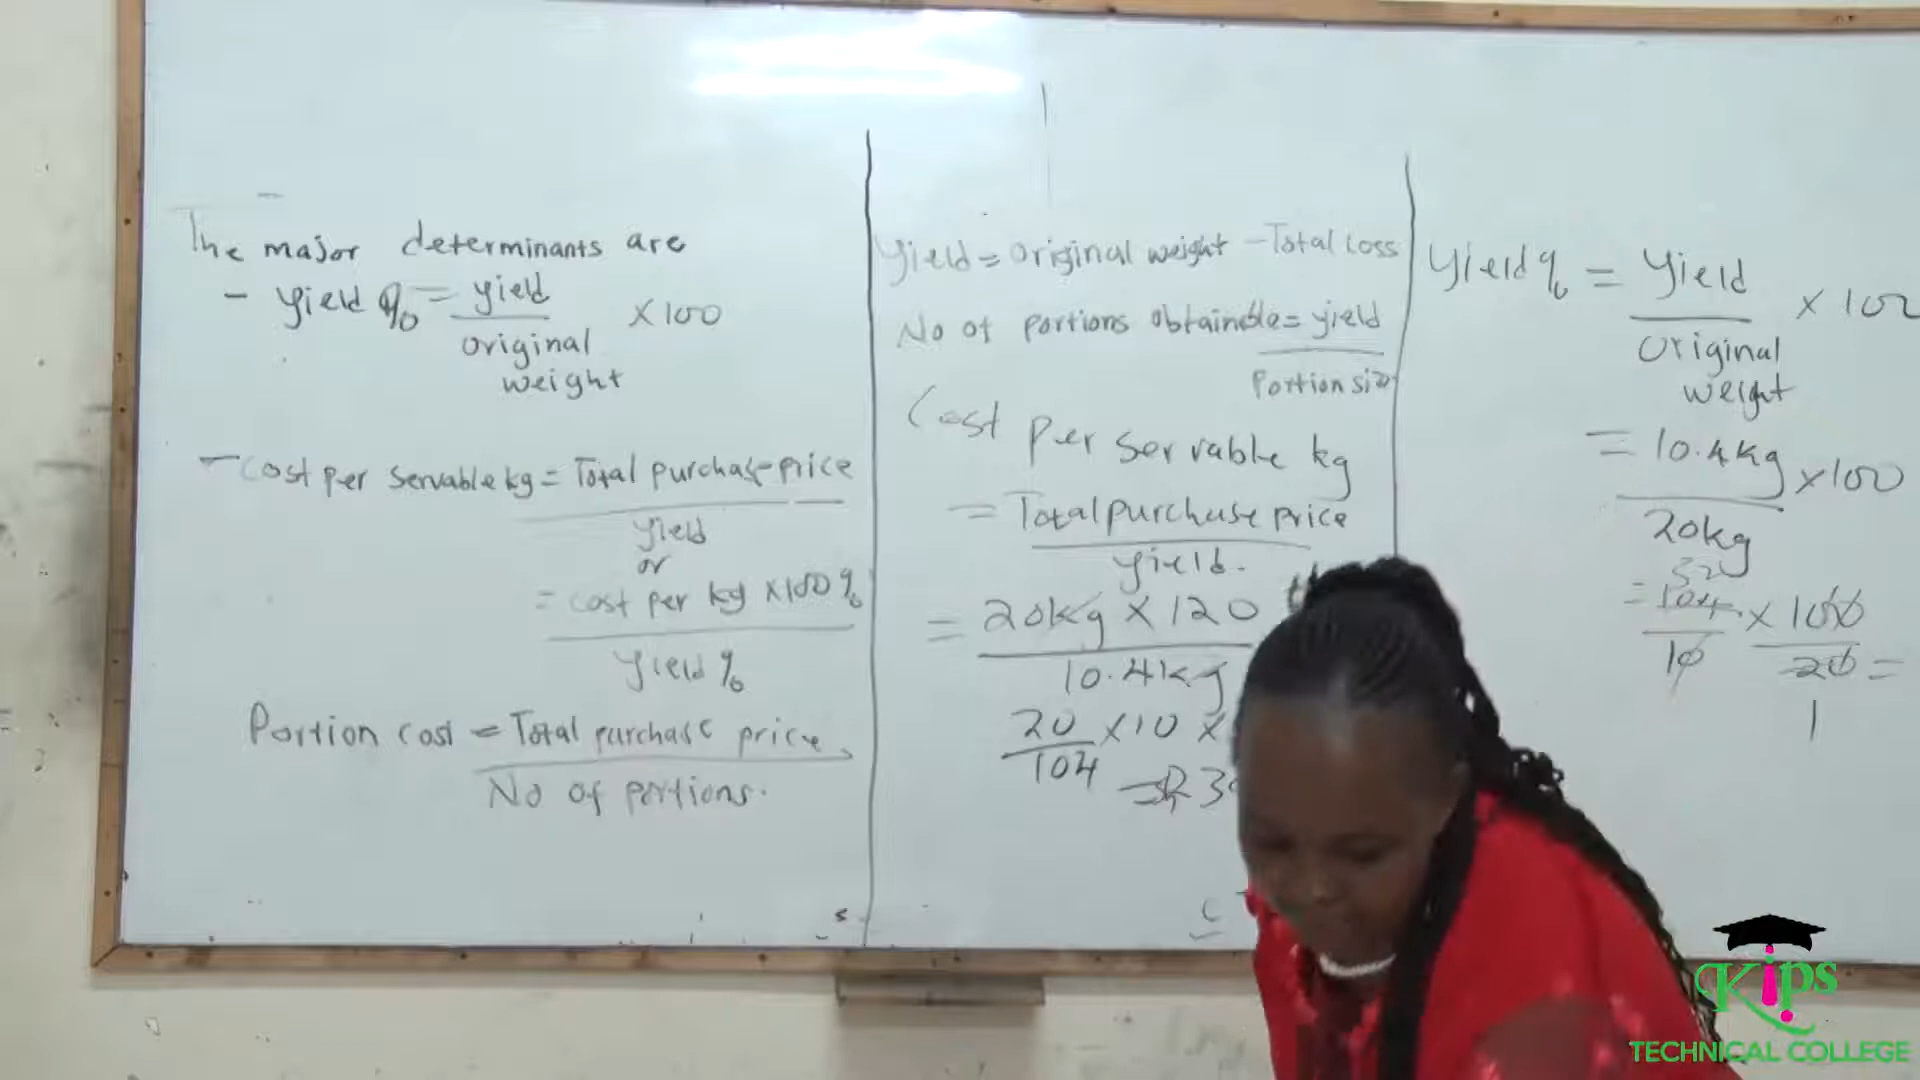 The major determinants are
- Yield % = yield × 100
original
weight
- Cost per servable kg = Total purchase price
yield
or
= cost per kg × 100 %
yield %
Portion cost = Total purchase price
No of portions.
Yield = original weight - Total Loss
No of portions obtainable = yield
Portion size
Cost per servable kg
= Total purchase price
yield.
= 20kg × 120
10.4kg
20 × 10 ×
104
Yield % = Yield × 100
original
weight
= 10.4kg × 100
20kg
52
= 104 × 100
10 20 =
1
Kips
TECHNICAL COLLEGE